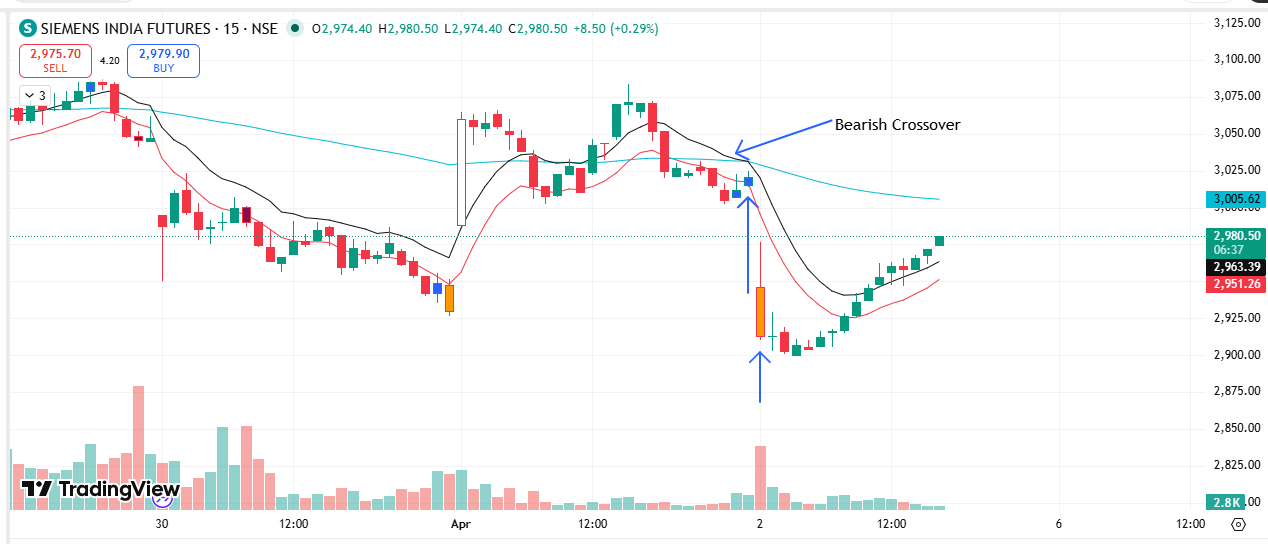 S SIEMENS INDIA FUTURES · 15 · NSE O2,974.40 H2,980.50 L2,974.40 C2,980.50 +8.50 (+0.29%)
2,975.70 4.20 2,979.90
SELL BUY
3
Bearish Crossover
3,125.00
3,100.00
3,075.00
3,050.00
3,025.00
3,005.62
3,000.00
2,980.50
06:37
2,963.39
2,951.26
2,925.00
2,900.00
2,875.00
2,850.00
2,825.00
2.8K
TradingView
30 12:00 Apr 12:00 2 12:00 6 12:00